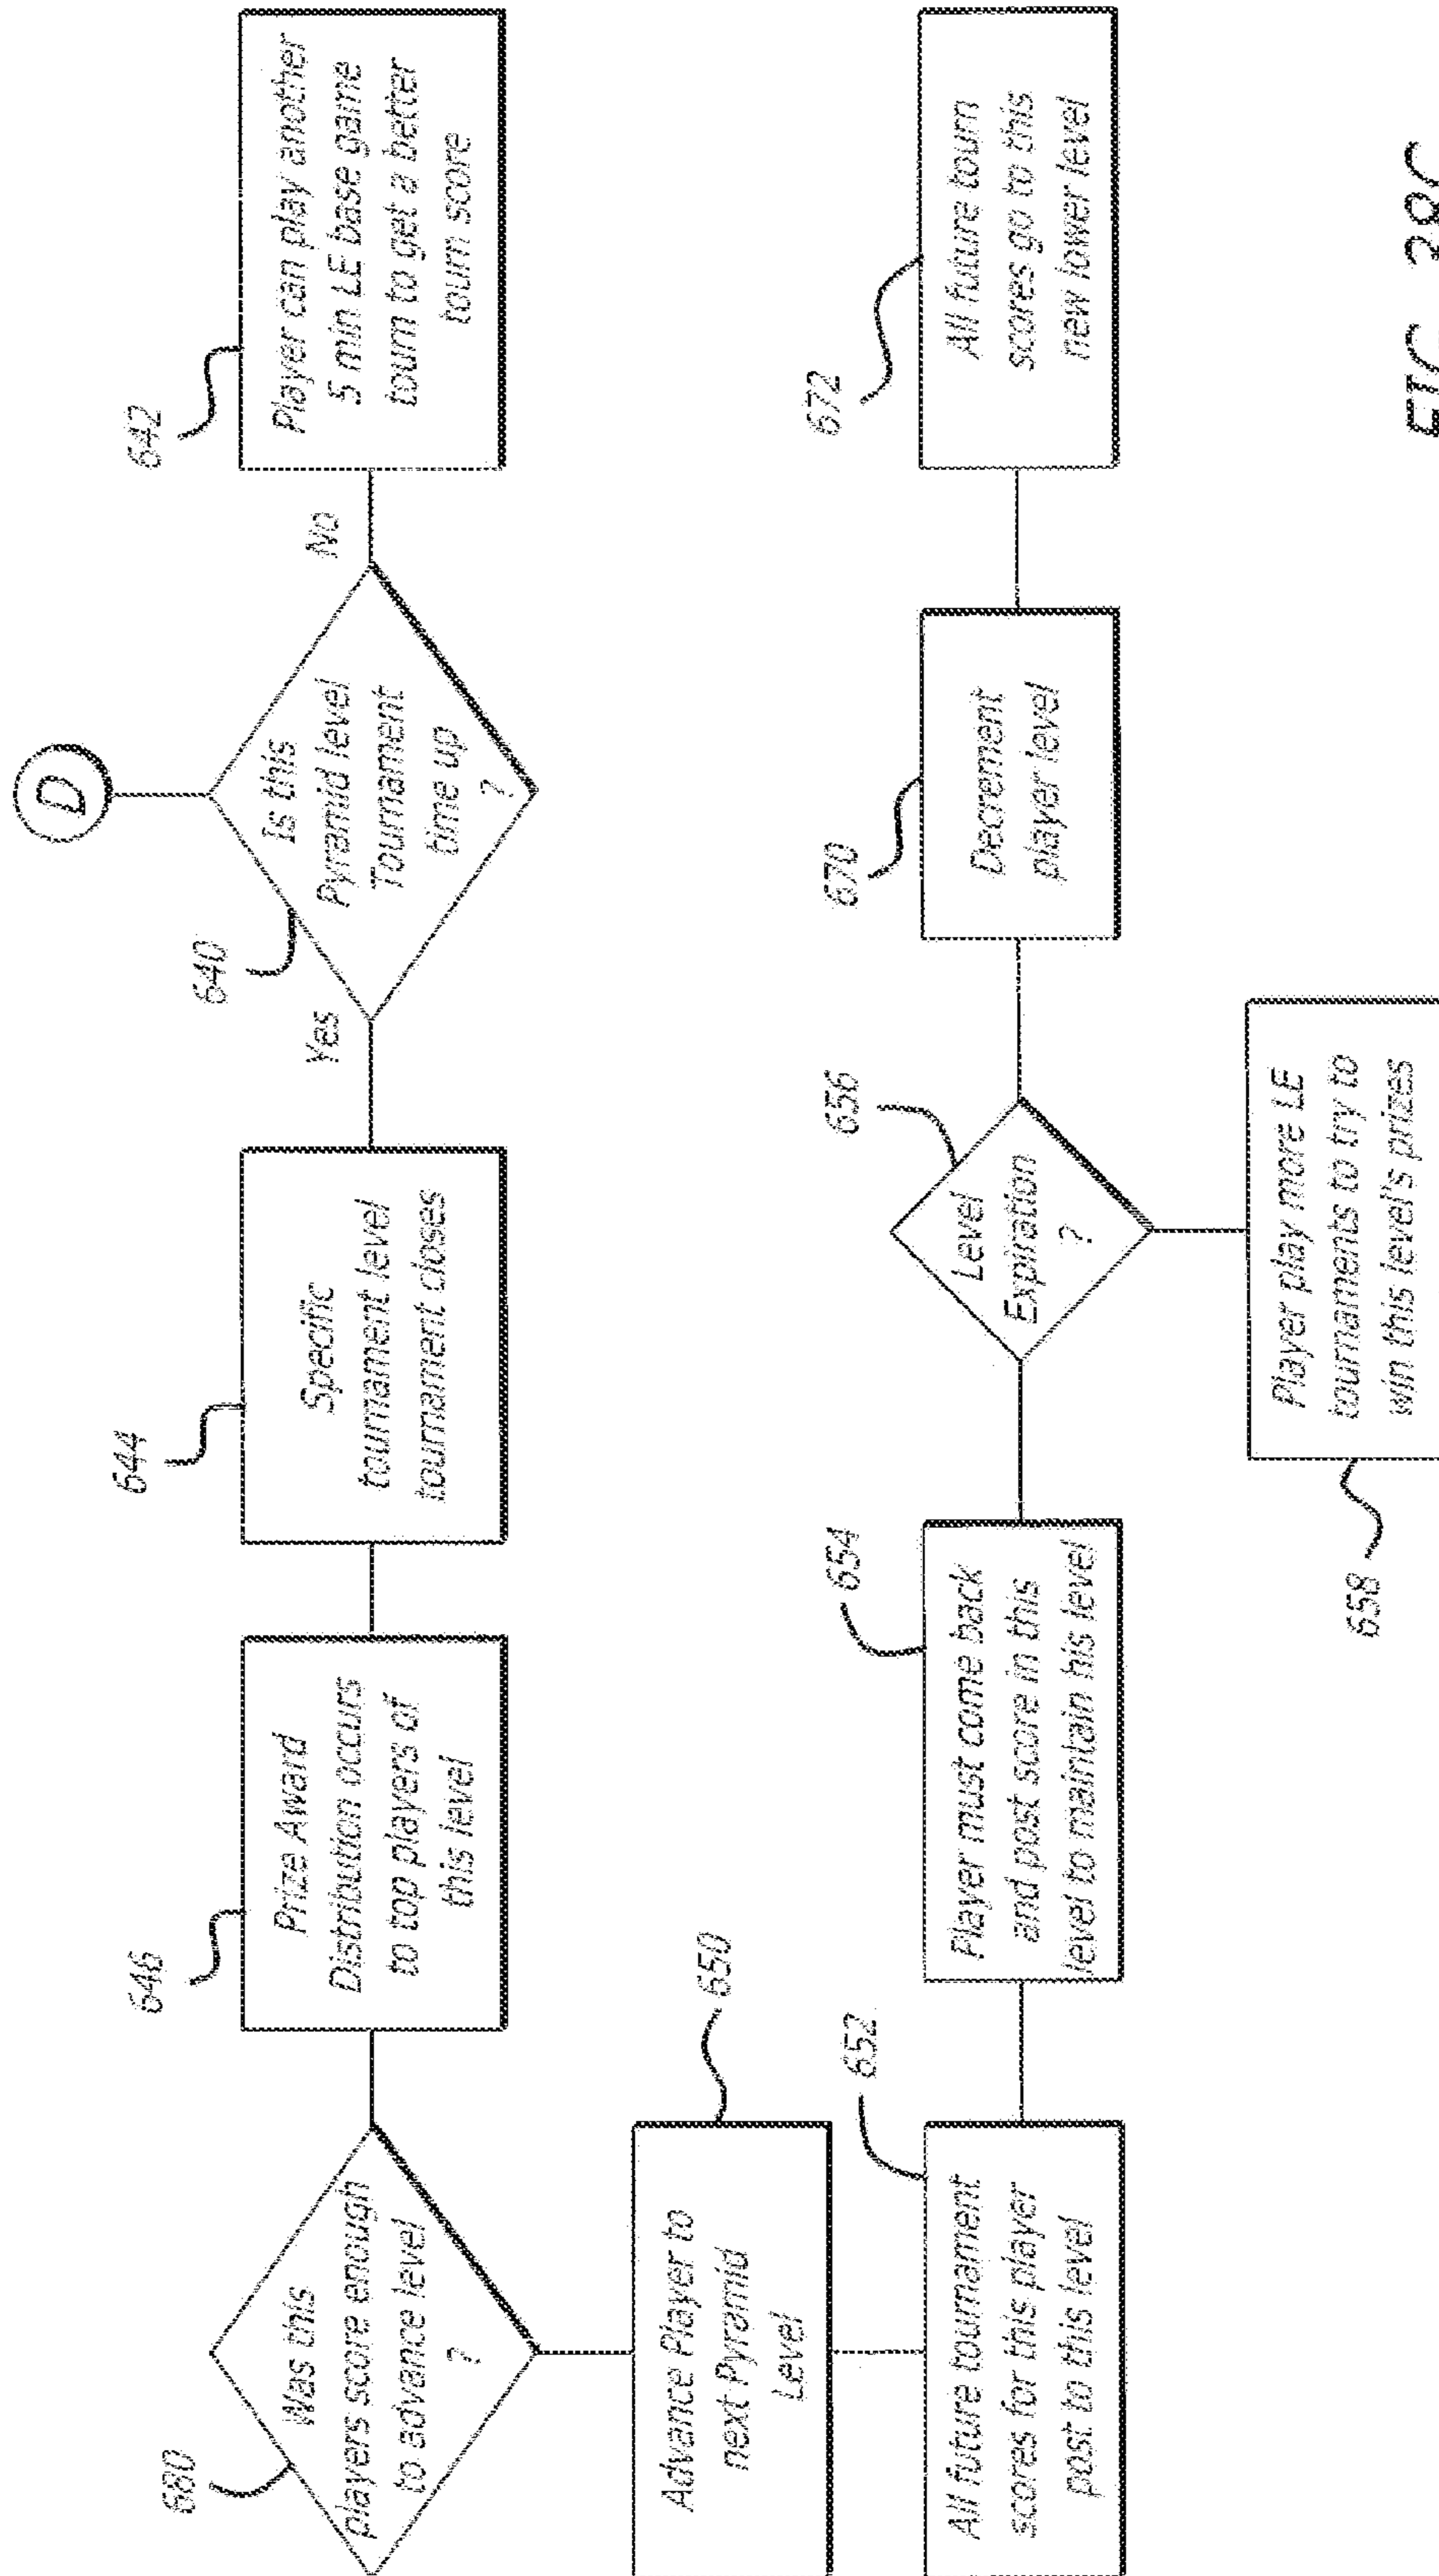 D
640
Is this
Pyramid level
Tournament
time up
?
No
642
Player can play another
5 min LE base game
tourn to get a better
tourn score
Yes
644
Specific
tournament level
tournament closes
646
Prize Award
Distribution occurs
to top players of
this level
680
Was this
players score enough
to advance level
?
650
Advance Player to
next Pyramid
Level
652
All future tournament
scores for this player
post to this level
654
Player must come back
and post score in this
level to maintain his level
656
Level
Expiration
?
658
Player play more LE
tournaments to try to
win this level's prizes
670
Decrement
player level
672
All future tourn
scores go to this
new lower level
FIG. 38C